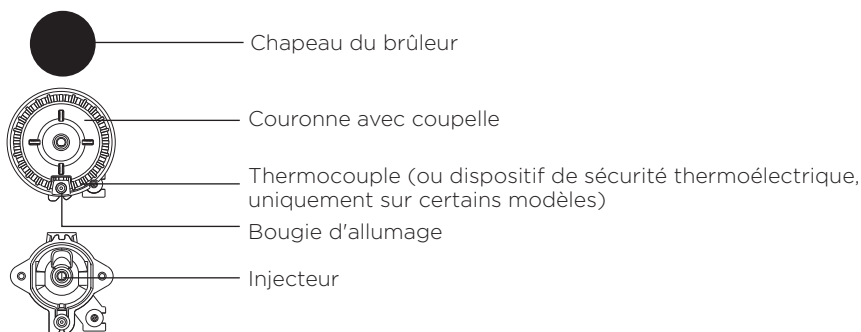 Chapeau du brûleur
Couronne avec coupelle
Thermocouple (ou dispositif de sécurité thermoélectrique,
uniquement sur certains modèles)
Bougie d'allumage
Injecteur